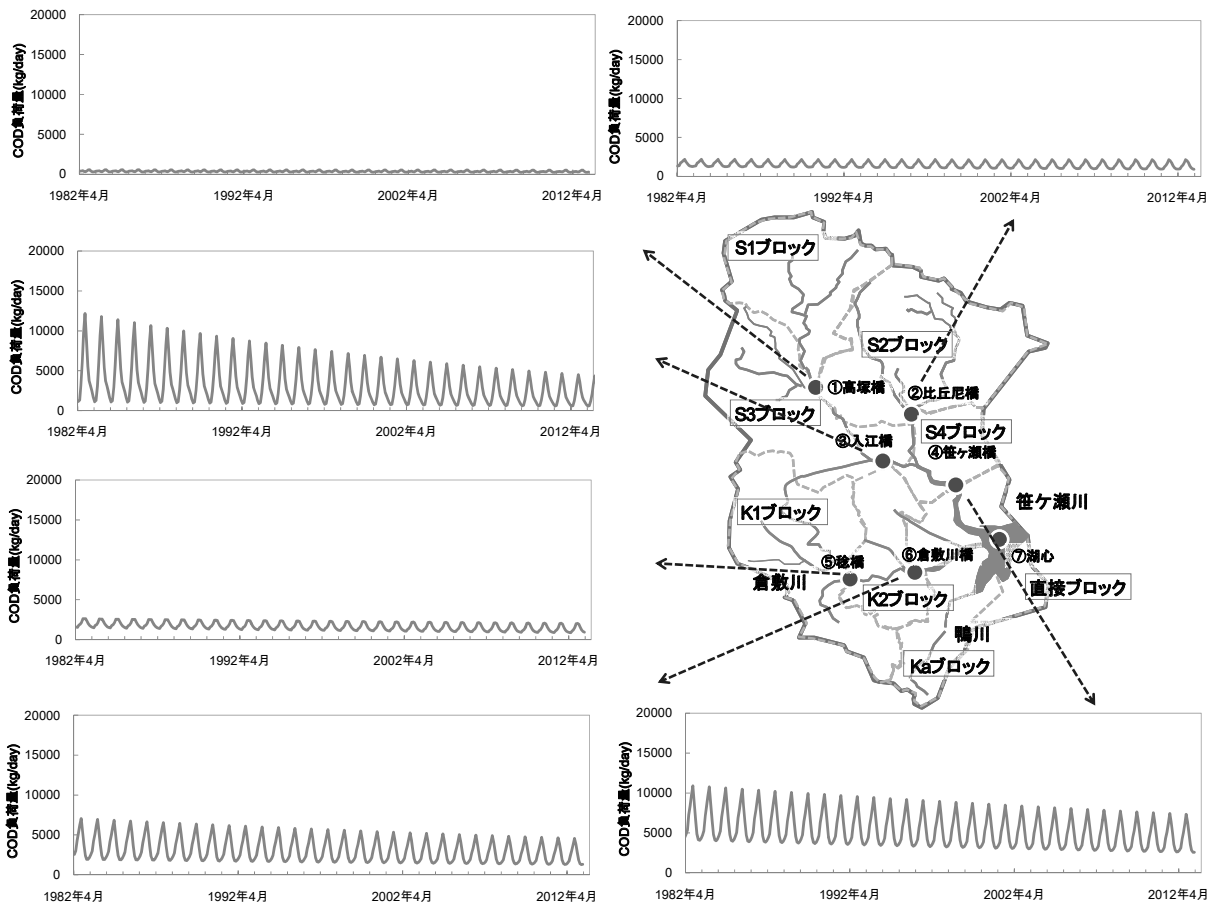 COD負荷量(kg/day)
20000
15000
10000
5000
0
1982年4月 1992年4月 2002年4月 2012年4月
COD負荷量(kg/day)
20000
15000
10000
5000
0
1982年4月 1992年4月 2002年4月 2012年4月
COD負荷量(kg/day)
20000
15000
10000
5000
0
1982年4月 1992年4月 2002年4月 2012年4月
COD負荷量(kg/day)
20000
15000
10000
5000
0
1982年4月 1992年4月 2002年4月 2012年4月
COD負荷量(kg/day)
20000
15000
10000
5000
0
1982年4月 1992年4月 2002年4月 2012年4月
S1ブロック
S2ブロック
①高塚橋
②比丘尼橋
S3ブロック
S4ブロック
③入江橋
④笹ヶ瀬橋
笹ケ瀬川
K1ブロック
⑥倉敷川橋
⑦湖心
⑤稔橋
倉敷川
直接ブロック
K2ブロック
鴨川
Kaブロック
COD負荷量(kg/day)
20000
15000
10000
5000
0
1982年4月 1992年4月 2002年4月 2012年4月